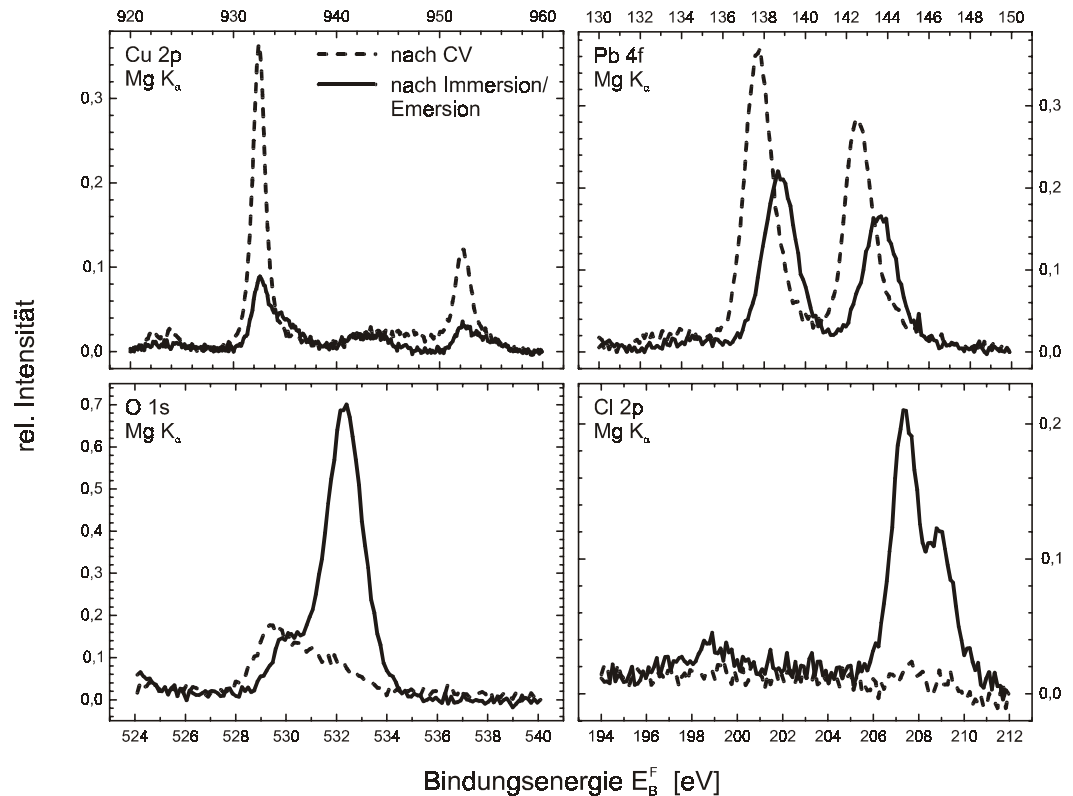 920 930 940 950 960
130 132 134 136 138 140 142 144 146 148 150
Cu 2p
Mg Kα
nach CV
nach Immersion/
Emersion
0,3
0,2
0,1
0,0
Pb 4f
Mg Kα
0,3
0,2
0,1
0,0
rel. Intensität
O 1s
Mg Kα
0,7
0,6
0,5
0,4
0,3
0,2
0,1
0,0
Cl 2p
Mg Kα
0,2
0,1
0,0
524 526 528 530 532 534 536 538 540
194 196 198 200 202 204 206 208 210 212
Bindungsenergie E_B^F [eV]